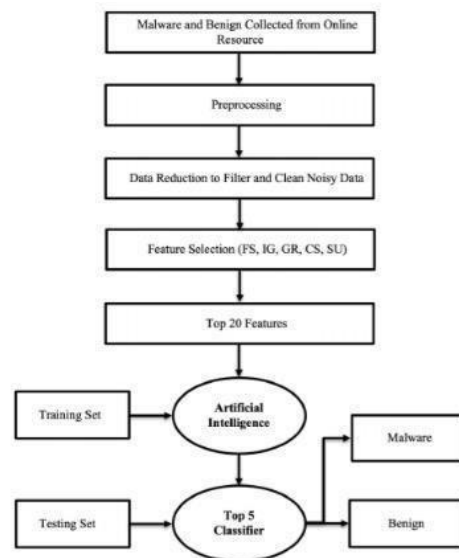 Malware and Benign Collected from Online
Resource
Preprocessing
Data Reduction to Filter and Clean Noisy Data
Feature Selection (FS, IG, GR, CS, SU)
Top 20 Features
Artificial
Intelligence
Training Set
Malware
Testing Set
Top 5
Classifier
Benign